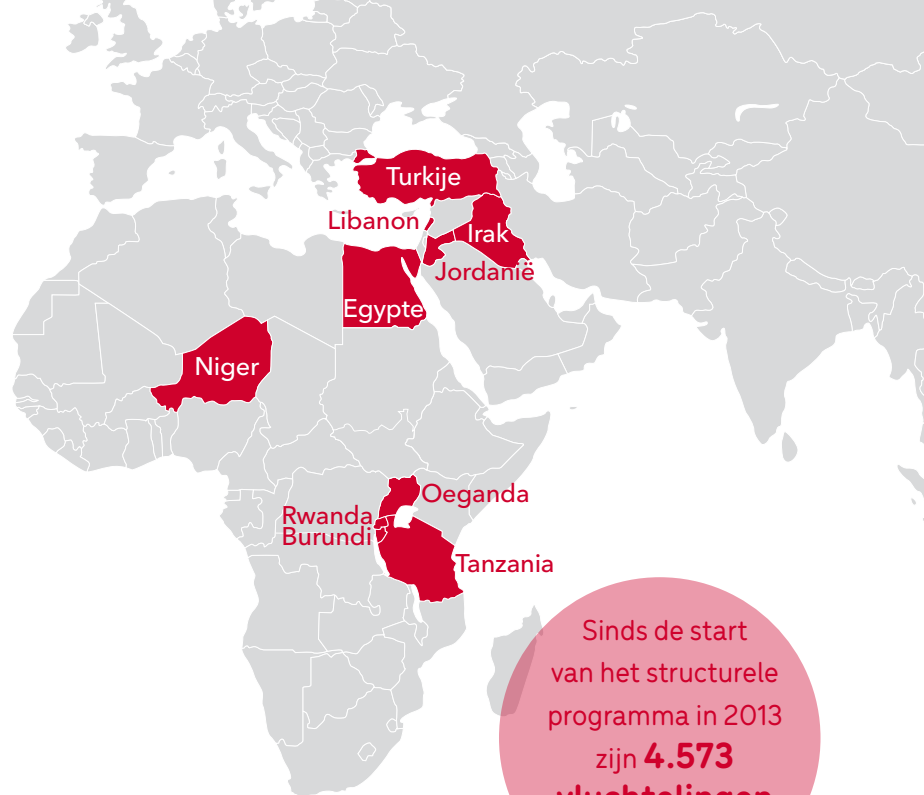 Turkije
Libanon
Irak
Jordanië
Egypte
Niger
Oeganda
Rwanda
Burundi
Tanzania
Sinds de start
van het structurele
programma in 2013
zijn 4.573
vluchtelingen